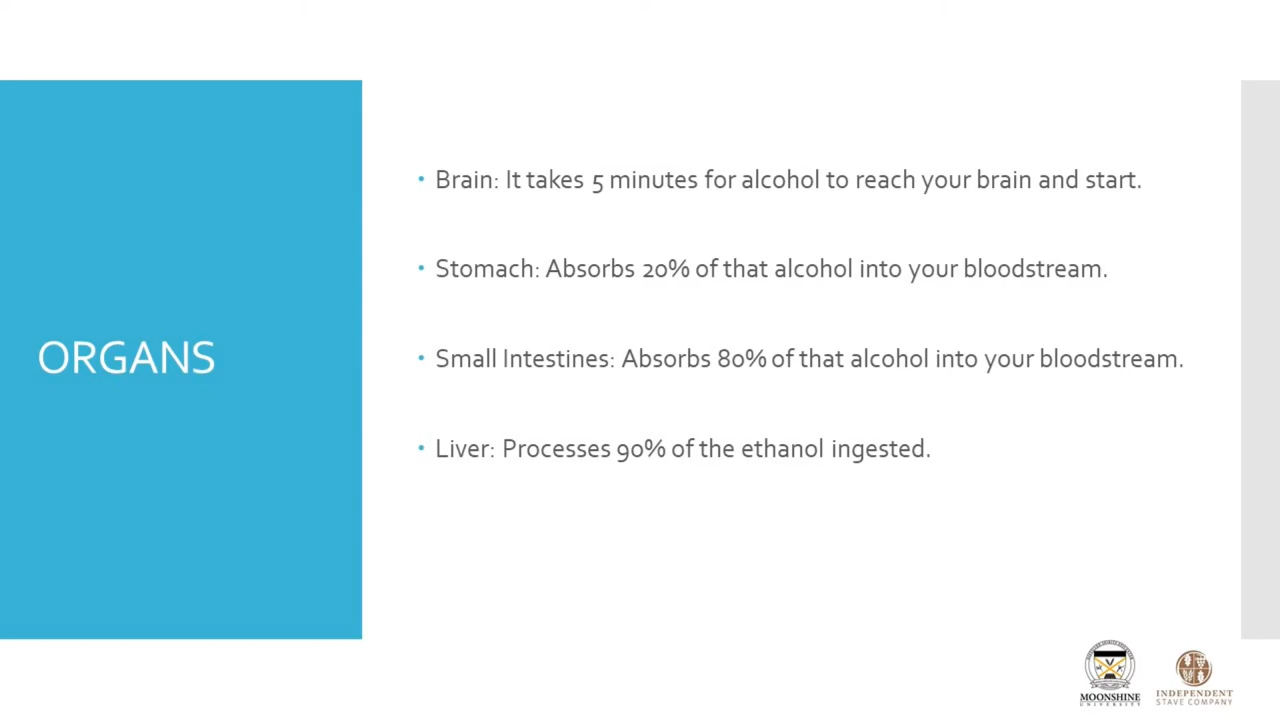 ORGANS
• Brain: It takes 5 minutes for alcohol to reach your brain and start.
• Stomach: Absorbs 20% of that alcohol into your bloodstream.
• Small Intestines: Absorbs 80% of that alcohol into your bloodstream.
• Liver: Processes 90% of the ethanol ingested.
MOONSHINE
UNIVERSITY
INDEPENDENT
STAVE COMPANY